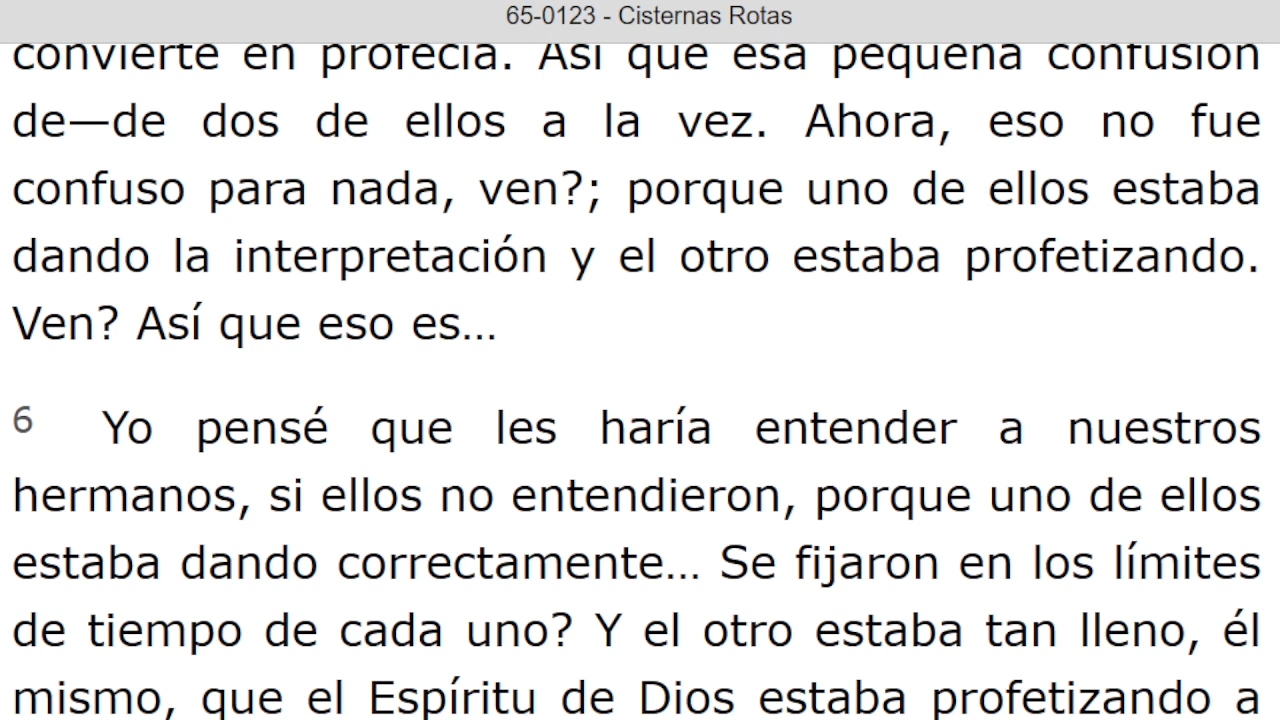 65-0123 - Cisternas Rotas
convierte en profecía. Así que esa pequeña confusión
de—de dos de ellos a la vez. Ahora, eso no fue
confuso para nada, ven?; porque uno de ellos estaba
dando la interpretación y el otro estaba profetizando.
Ven? Así que eso es...
6 Yo pensé que les haría entender a nuestros
hermanos, si ellos no entendieron, porque uno de ellos
estaba dando correctamente... Se fijaron en los límites
de tiempo de cada uno? Y el otro estaba tan lleno, él
mismo, que el Espíritu de Dios estaba profetizando a